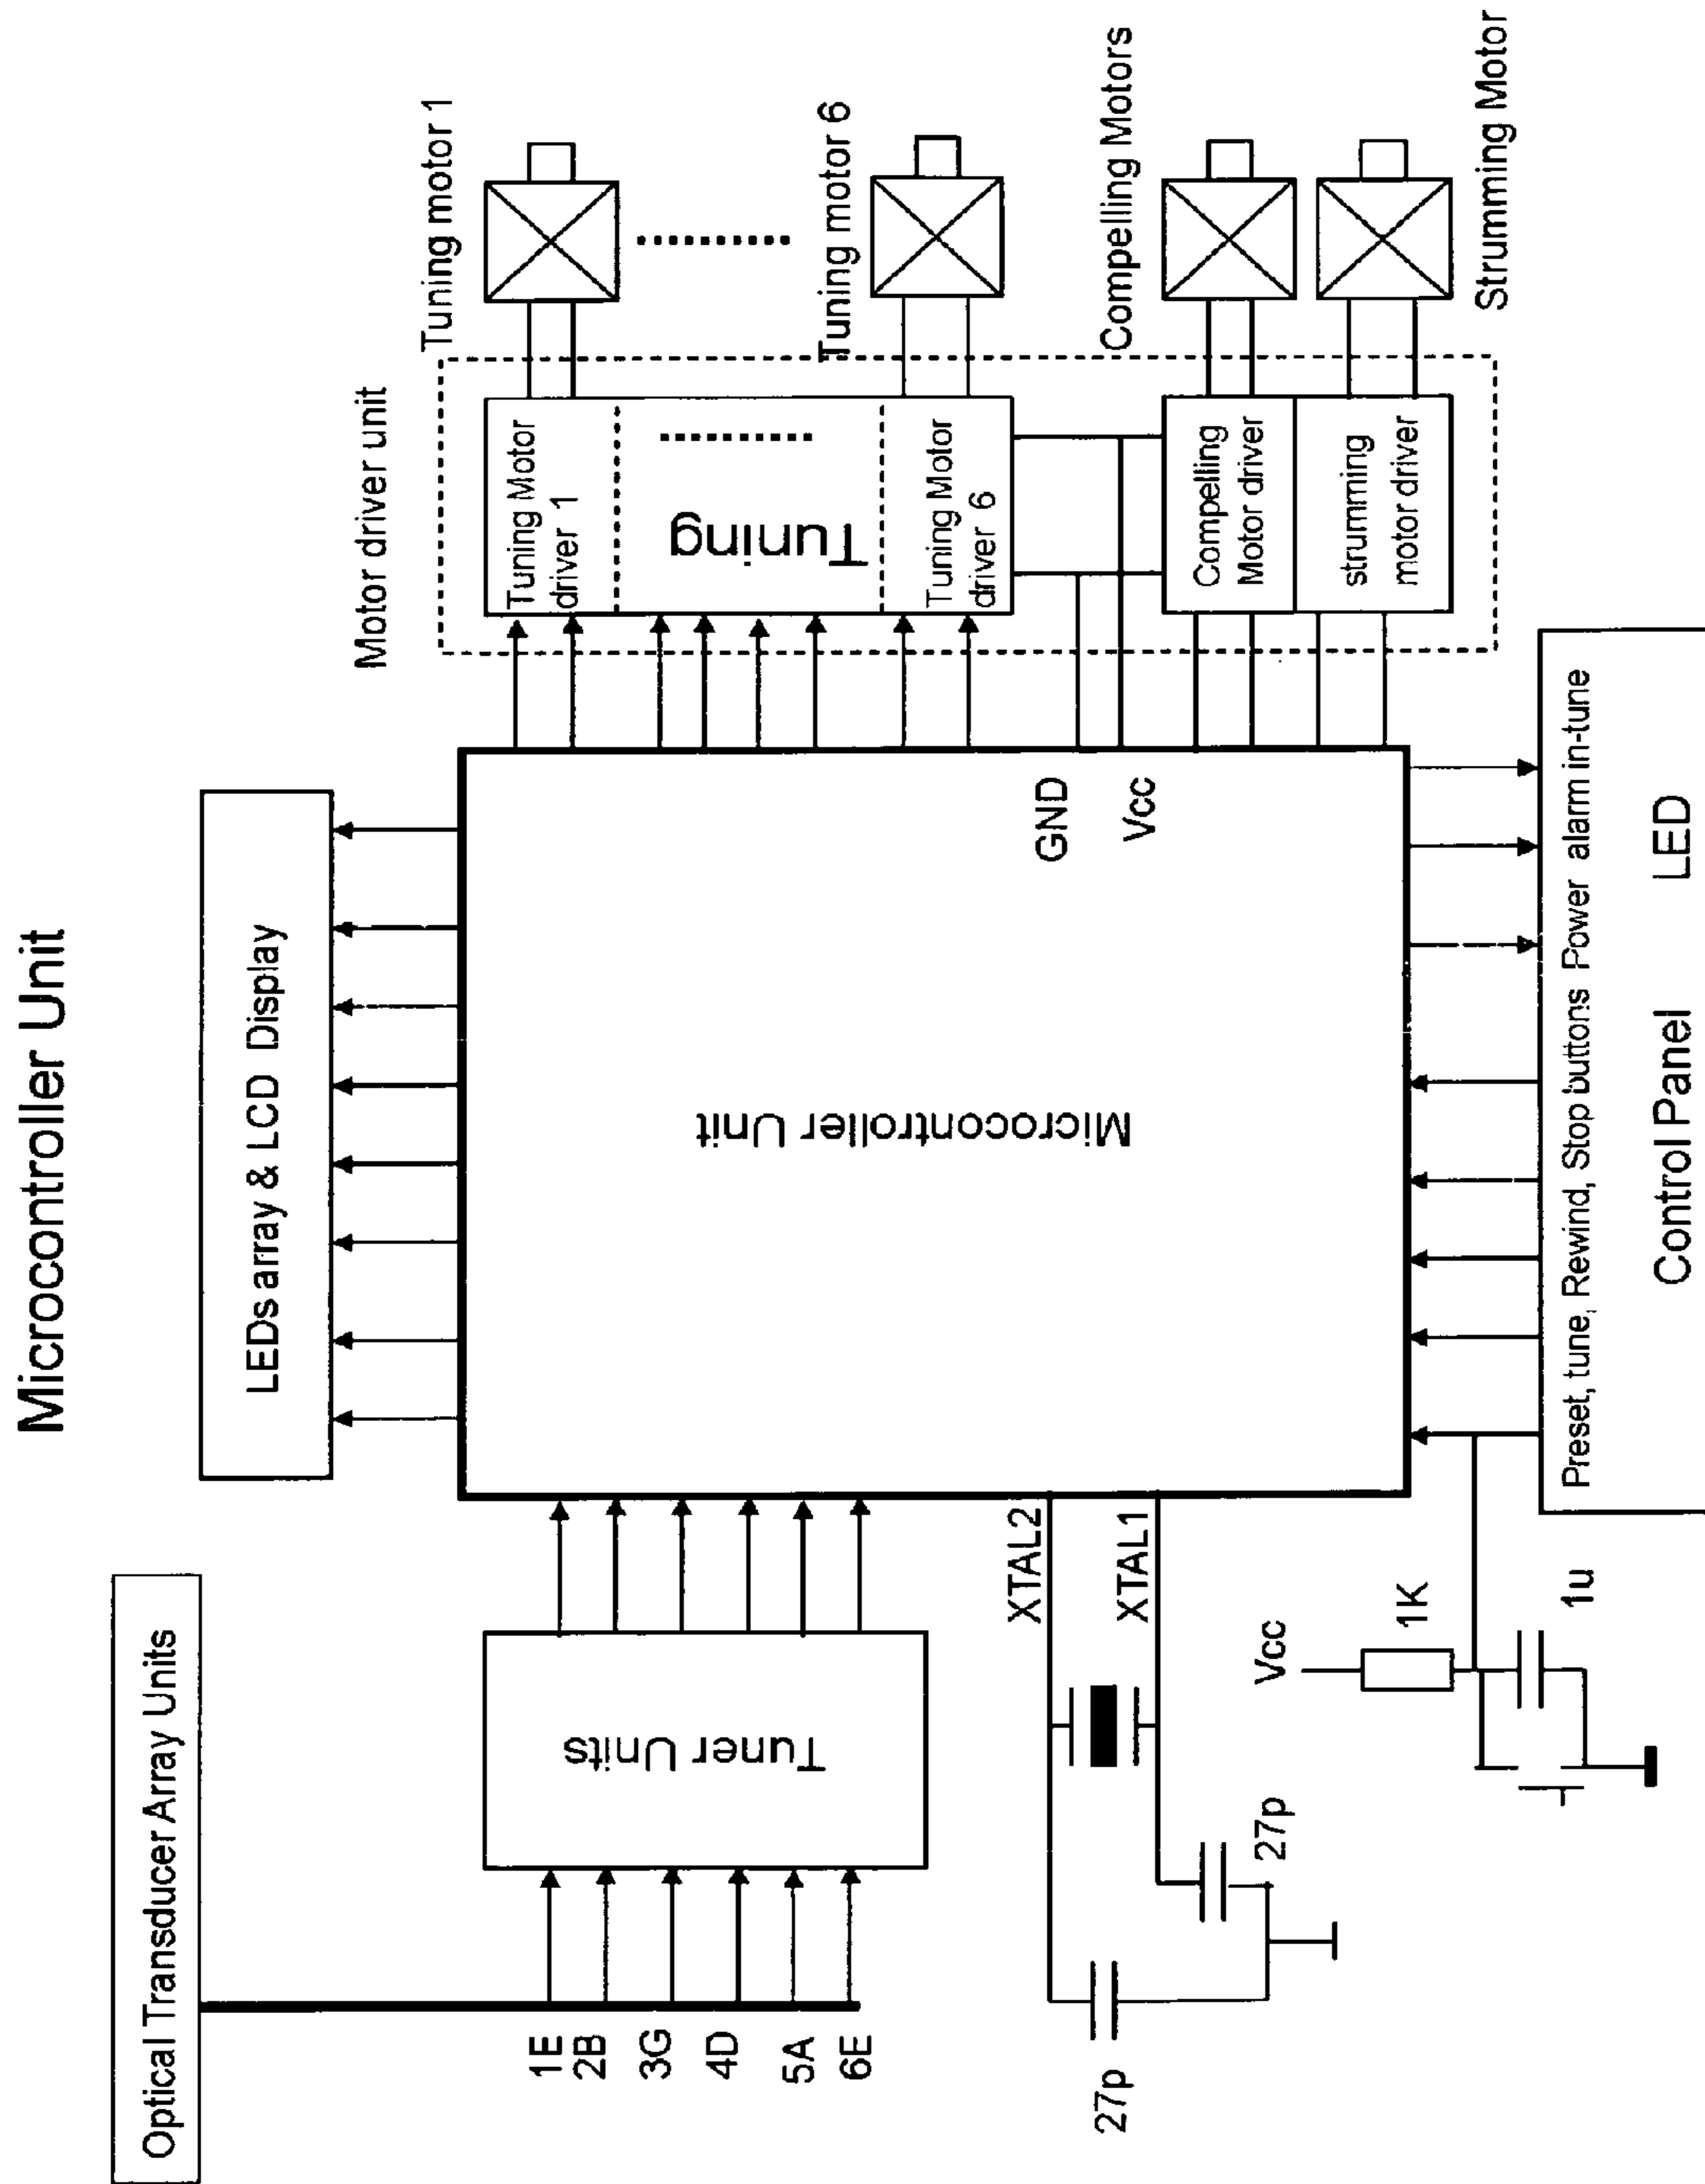 Microcontroller Unit
Optical Transducer Array Units
LEDs array & LCD Display
Motor driver unit
Tuning motor 1
1E
2B
3G
4D
5A
6E
Tuner Units
Microcontroller Unit
Tuning Motor
driver 1
Tuning
Tuning Motor
driver 6
Tuning motor 6
GND
Vcc
XTAL2
XTAL1
27p
27p
Compelling
Motor driver
Compelling Motors
strumming
motor driver
Strumming Motor
Vcc
1K
1u
Preset, tune, Rewind, Stop buttons Power alarm in-tune
Control Panel LED